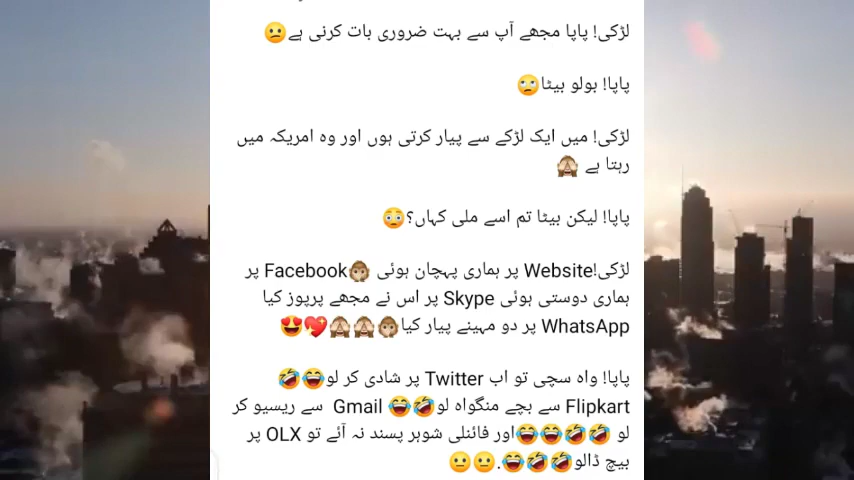 لڑکی! پاپا مجھے آپ سے بہت ضروری بات کرنی ہے😕
پاپا! بولو بیٹا🙄
لڑکی! میں ایک لڑکے سے پیار کرتی ہوں اور وہ امریکہ میں
رہتا ہے 🙈
پاپا! لیکن بیٹا تم اسے ملی کہاں؟😳
لڑکی!Website پر ہماری پہچان ہوئی 🙊Facebook پر
ہماری دوستی ہوئی Skype پر اس نے مجھے پرپوز کیا
WhatsApp پر دو مہینے پیار کیا🙊🙈🙈💖😍
پاپا! واہ سچی تو اب Twitter پر شادی کر لو😂🤣
Flipkart سے بچے منگواہ لو🤣😂 Gmail سے ریسیو کر
لو 🤣🤣😂😂اور فائنلی شوہر پسند نہ آئے تو OLX پر
بیچ ڈالو🤣🤣😂.😐😐